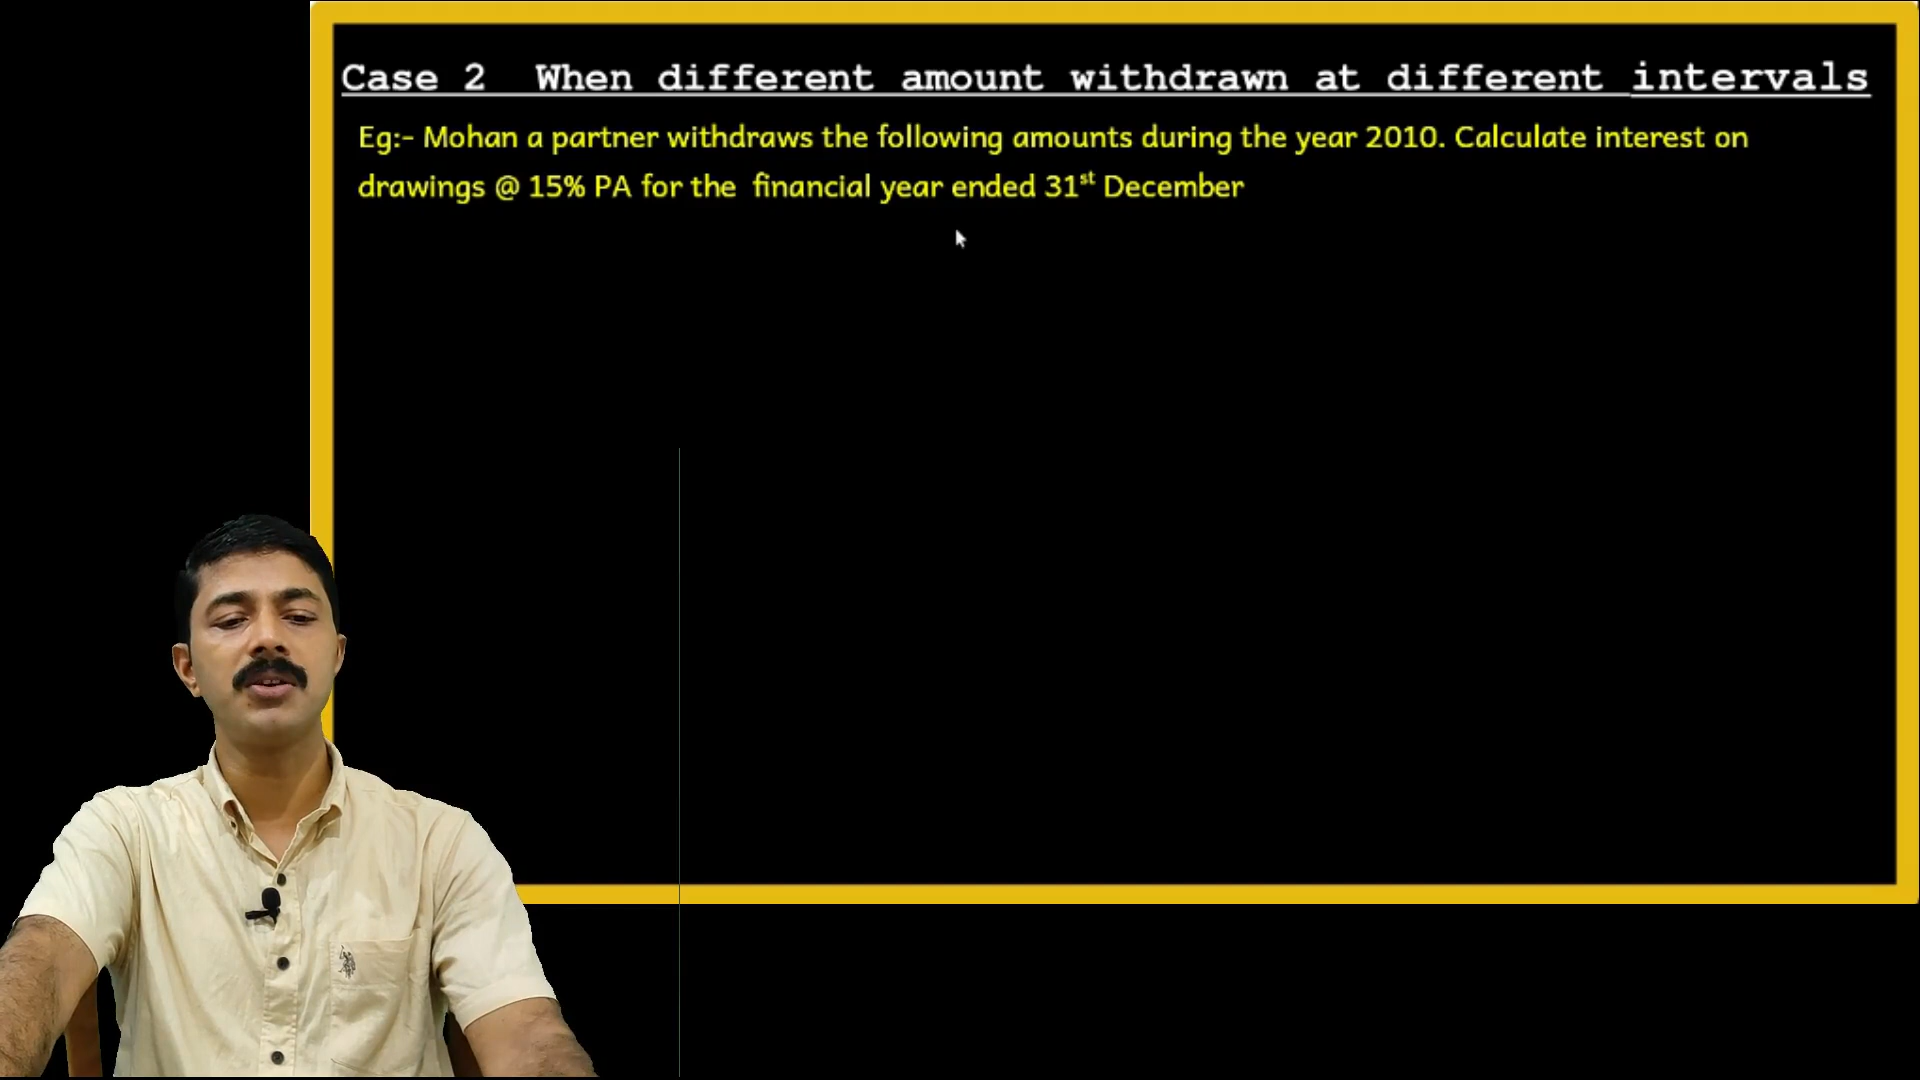 Case 2  When different amount withdrawn at different intervals
Eg:- Mohan a partner withdraws the following amounts during the year 2010. Calculate interest on
drawings @ 15% PA for the  financial year ended 31st December